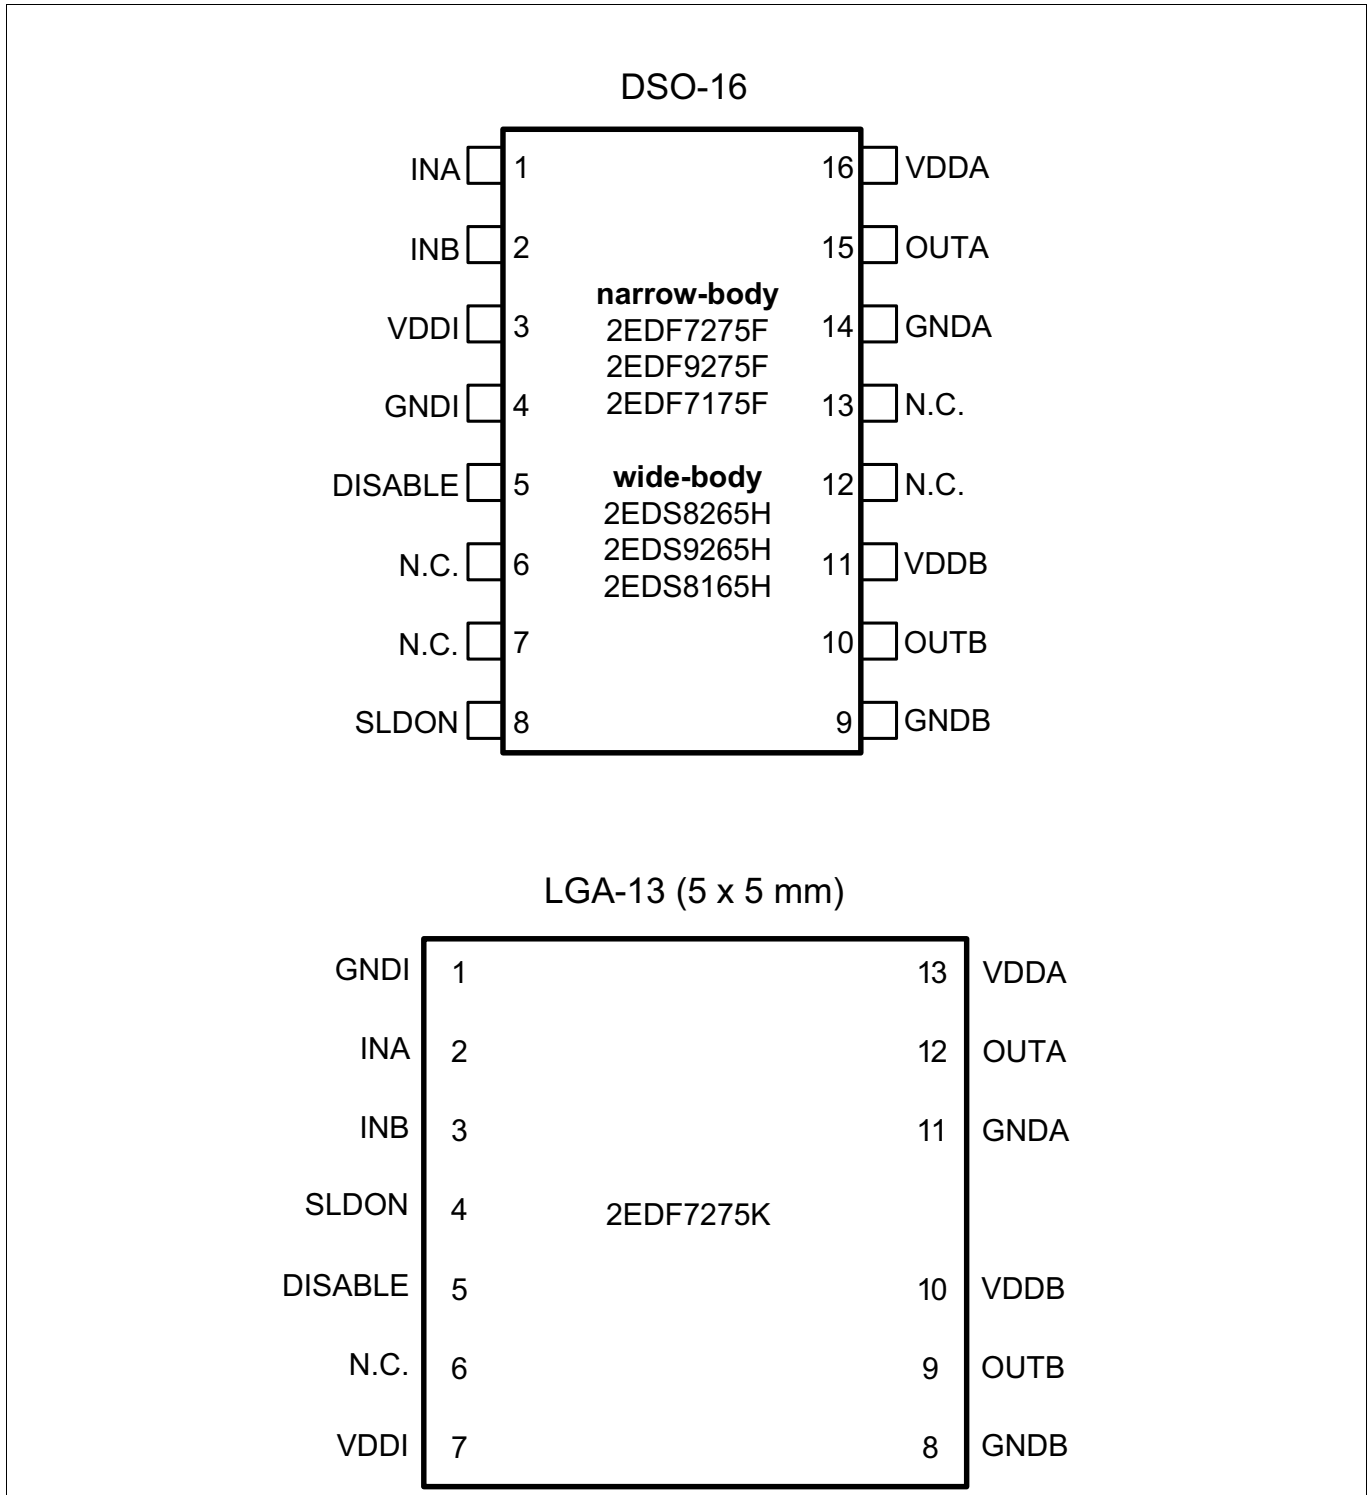 DSO-16
INA 1 16 VDDA
INB 2 15 OUTA
narrow-body
VDDI 3 2EDF7275F 14 GNDA
2EDF9275F
GNDI 4 2EDF7175F 13 N.C.
DISABLE 5 wide-body 12 N.C.
2EDS8265H
2EDS9265H
N.C. 6 11 VDDB
2EDS8165H
N.C. 7 10 OUTB
SLDON 8 9 GNDB
LGA-13 (5 x 5 mm)
GNDI 1 13 VDDA
INA 2 12 OUTA
INB 3 11 GNDA
SLDON 4 2EDF7275K
DISABLE 5 10 VDDB
N.C. 6 9 OUTB
VDDI 7 8 GNDB